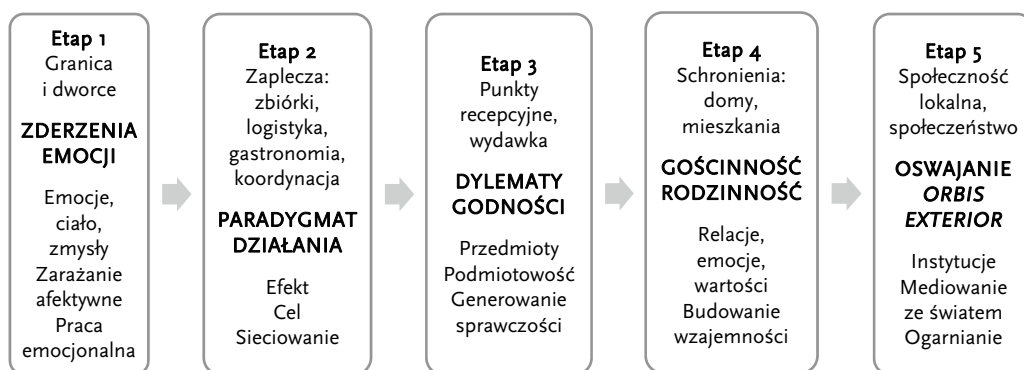 Etap 1
Granica
i dworce
ZDERZENIA
EMOCJI
Emocje,
ciało,
zmysły
Zarażanie
afektywne
Praca
emocjonalna
Etap 2
Zaplecza:
zbiórki,
logistyka,
gastronomia,
koordynacja
PARADYGMAT
DZIAŁANIA
Efekt
Cel
Sieciowanie
Etap 3
Punkty
recepcyjne,
wydawka
DYLEMATY
GODNOŚCI
Przedmioty
Podmiotowość
Generowanie
sprawczości
Etap 4
Schronienia:
domy,
mieszkania
GOŚCINNOŚĆ
RODZINNOŚĆ
Relacje,
emocje,
wartości
Budowanie
wzajemności
Etap 5
Społeczność
lokalna,
społeczeństwo
OSWAJANIE
ORBIS
EXTERIOR
Instytucje
Mediowanie
ze światem
Ogarnianie